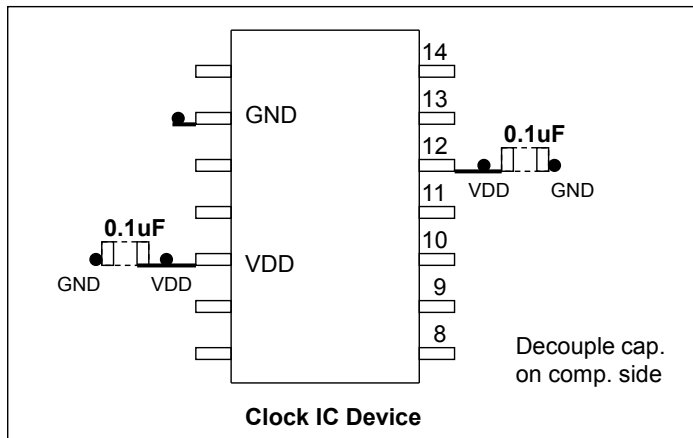 14
13
GND
12
0.1uF
VDD
GND
11
0.1uF
10
VDD
GND
VDD
9
8
Decouple cap.
on comp. side
Clock IC Device